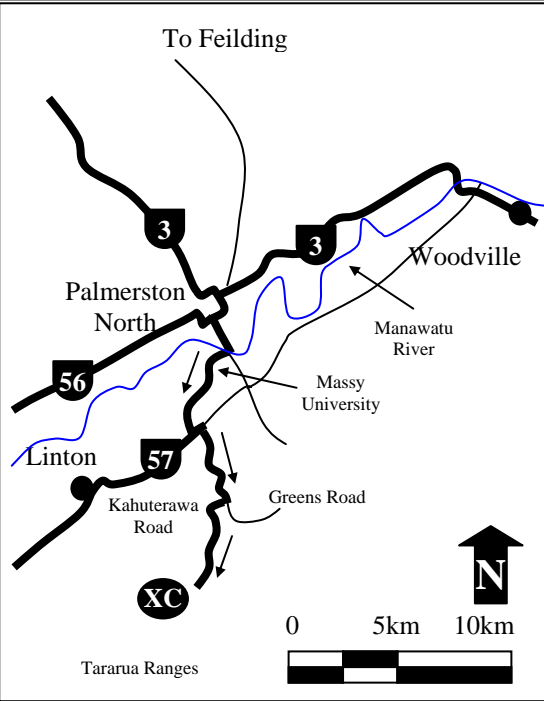 To Feilding
3
3
Woodville
Palmerston
North
Manawatu
River
56
Massy
University
Linton
57
Kahuterawa
Road
Greens Road
XC
N
0 5km 10km
Tararua Ranges